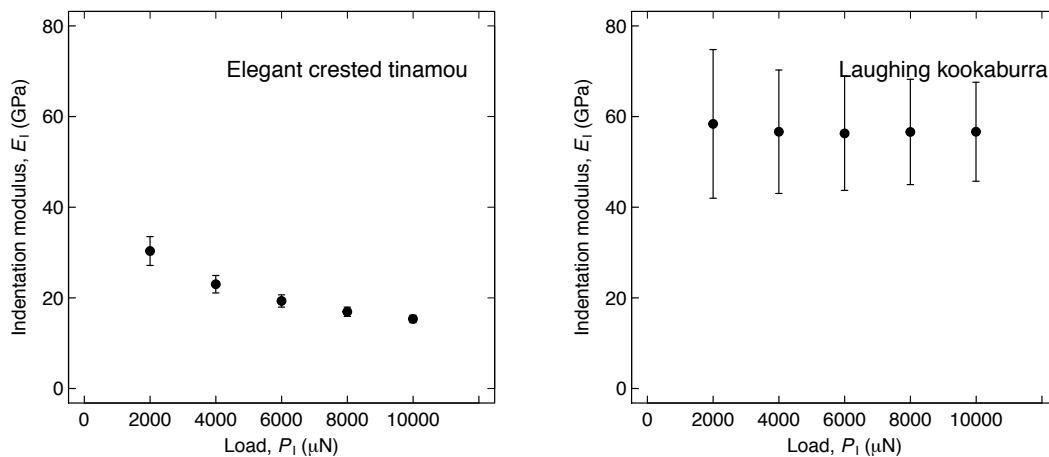 Elegant crested tinamou
Indentation modulus, E_I (GPa)
80
60
40
20
0
0 2000 4000 6000 8000 10000
Load, P_I (μN)
Laughing kookaburra
Indentation modulus, E_I (GPa)
80
60
40
20
0
0 2000 4000 6000 8000 10000
Load, P_I (μN)